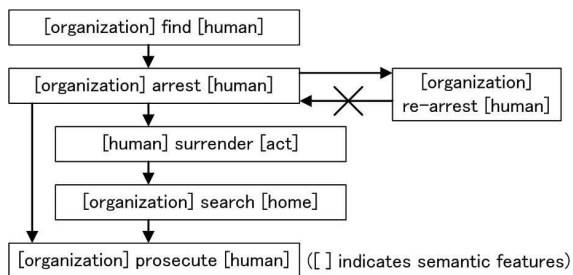 [organization] find [human]
[organization] arrest [human]
[organization]
re-arrest [human]
[human] surrender [act]
[organization] search [home]
[organization] prosecute [human]
([ ] indicates semantic features)